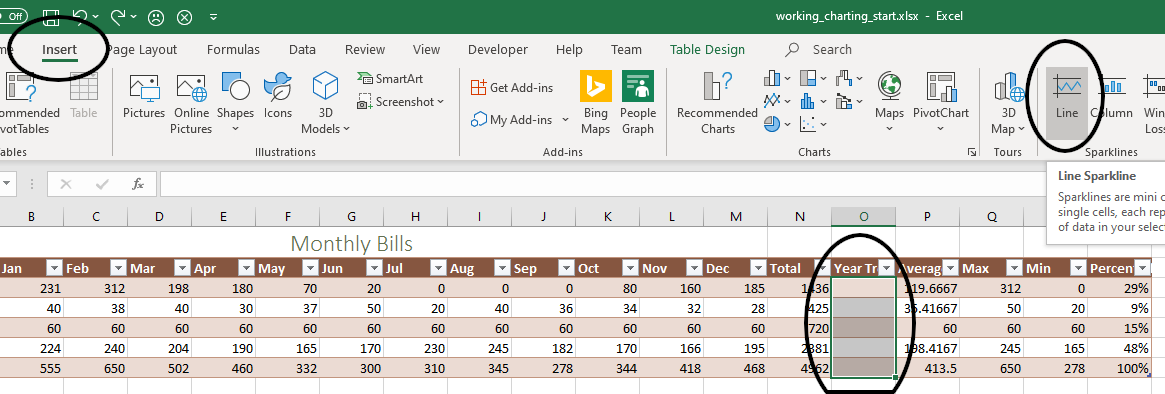 Off working_charting_start.xlsx - Excel
me Insert Page Layout Formulas Data Review View Developer Help Team Table Design Search
ommended PivotTables Table
Pictures Online Pictures Shapes Icons 3D Models SmartArt Screenshot
Get Add-ins My Add-ins Bing Maps People Graph
Recommended Charts Maps PivotChart 3D Map Line Column Win Loss
ables Illustrations Add-ins Charts Tours Sparklines
fx
Line Sparkline
Sparklines are mini c
single cells, each rep
of data in your selec
B C D E F G H I J K L M N O P Q
Monthly Bills
Jan Feb Mar Apr May Jun Jul Aug Sep Oct Nov Dec Total Year Tr Averag Max Min Percen
231 312 198 180 70 20 0 0 0 80 160 185 1436 119.6667 312 0 29%
40 38 40 30 37 50 20 40 36 34 32 28 425 35.41667 50 20 9%
60 60 60 60 60 60 60 60 60 60 60 60 720 60 60 60 15%
224 240 204 190 165 170 230 245 182 170 166 195 2381 198.4167 245 165 48%
555 650 502 460 332 300 310 345 278 344 418 468 4962 413.5 650 278 100%